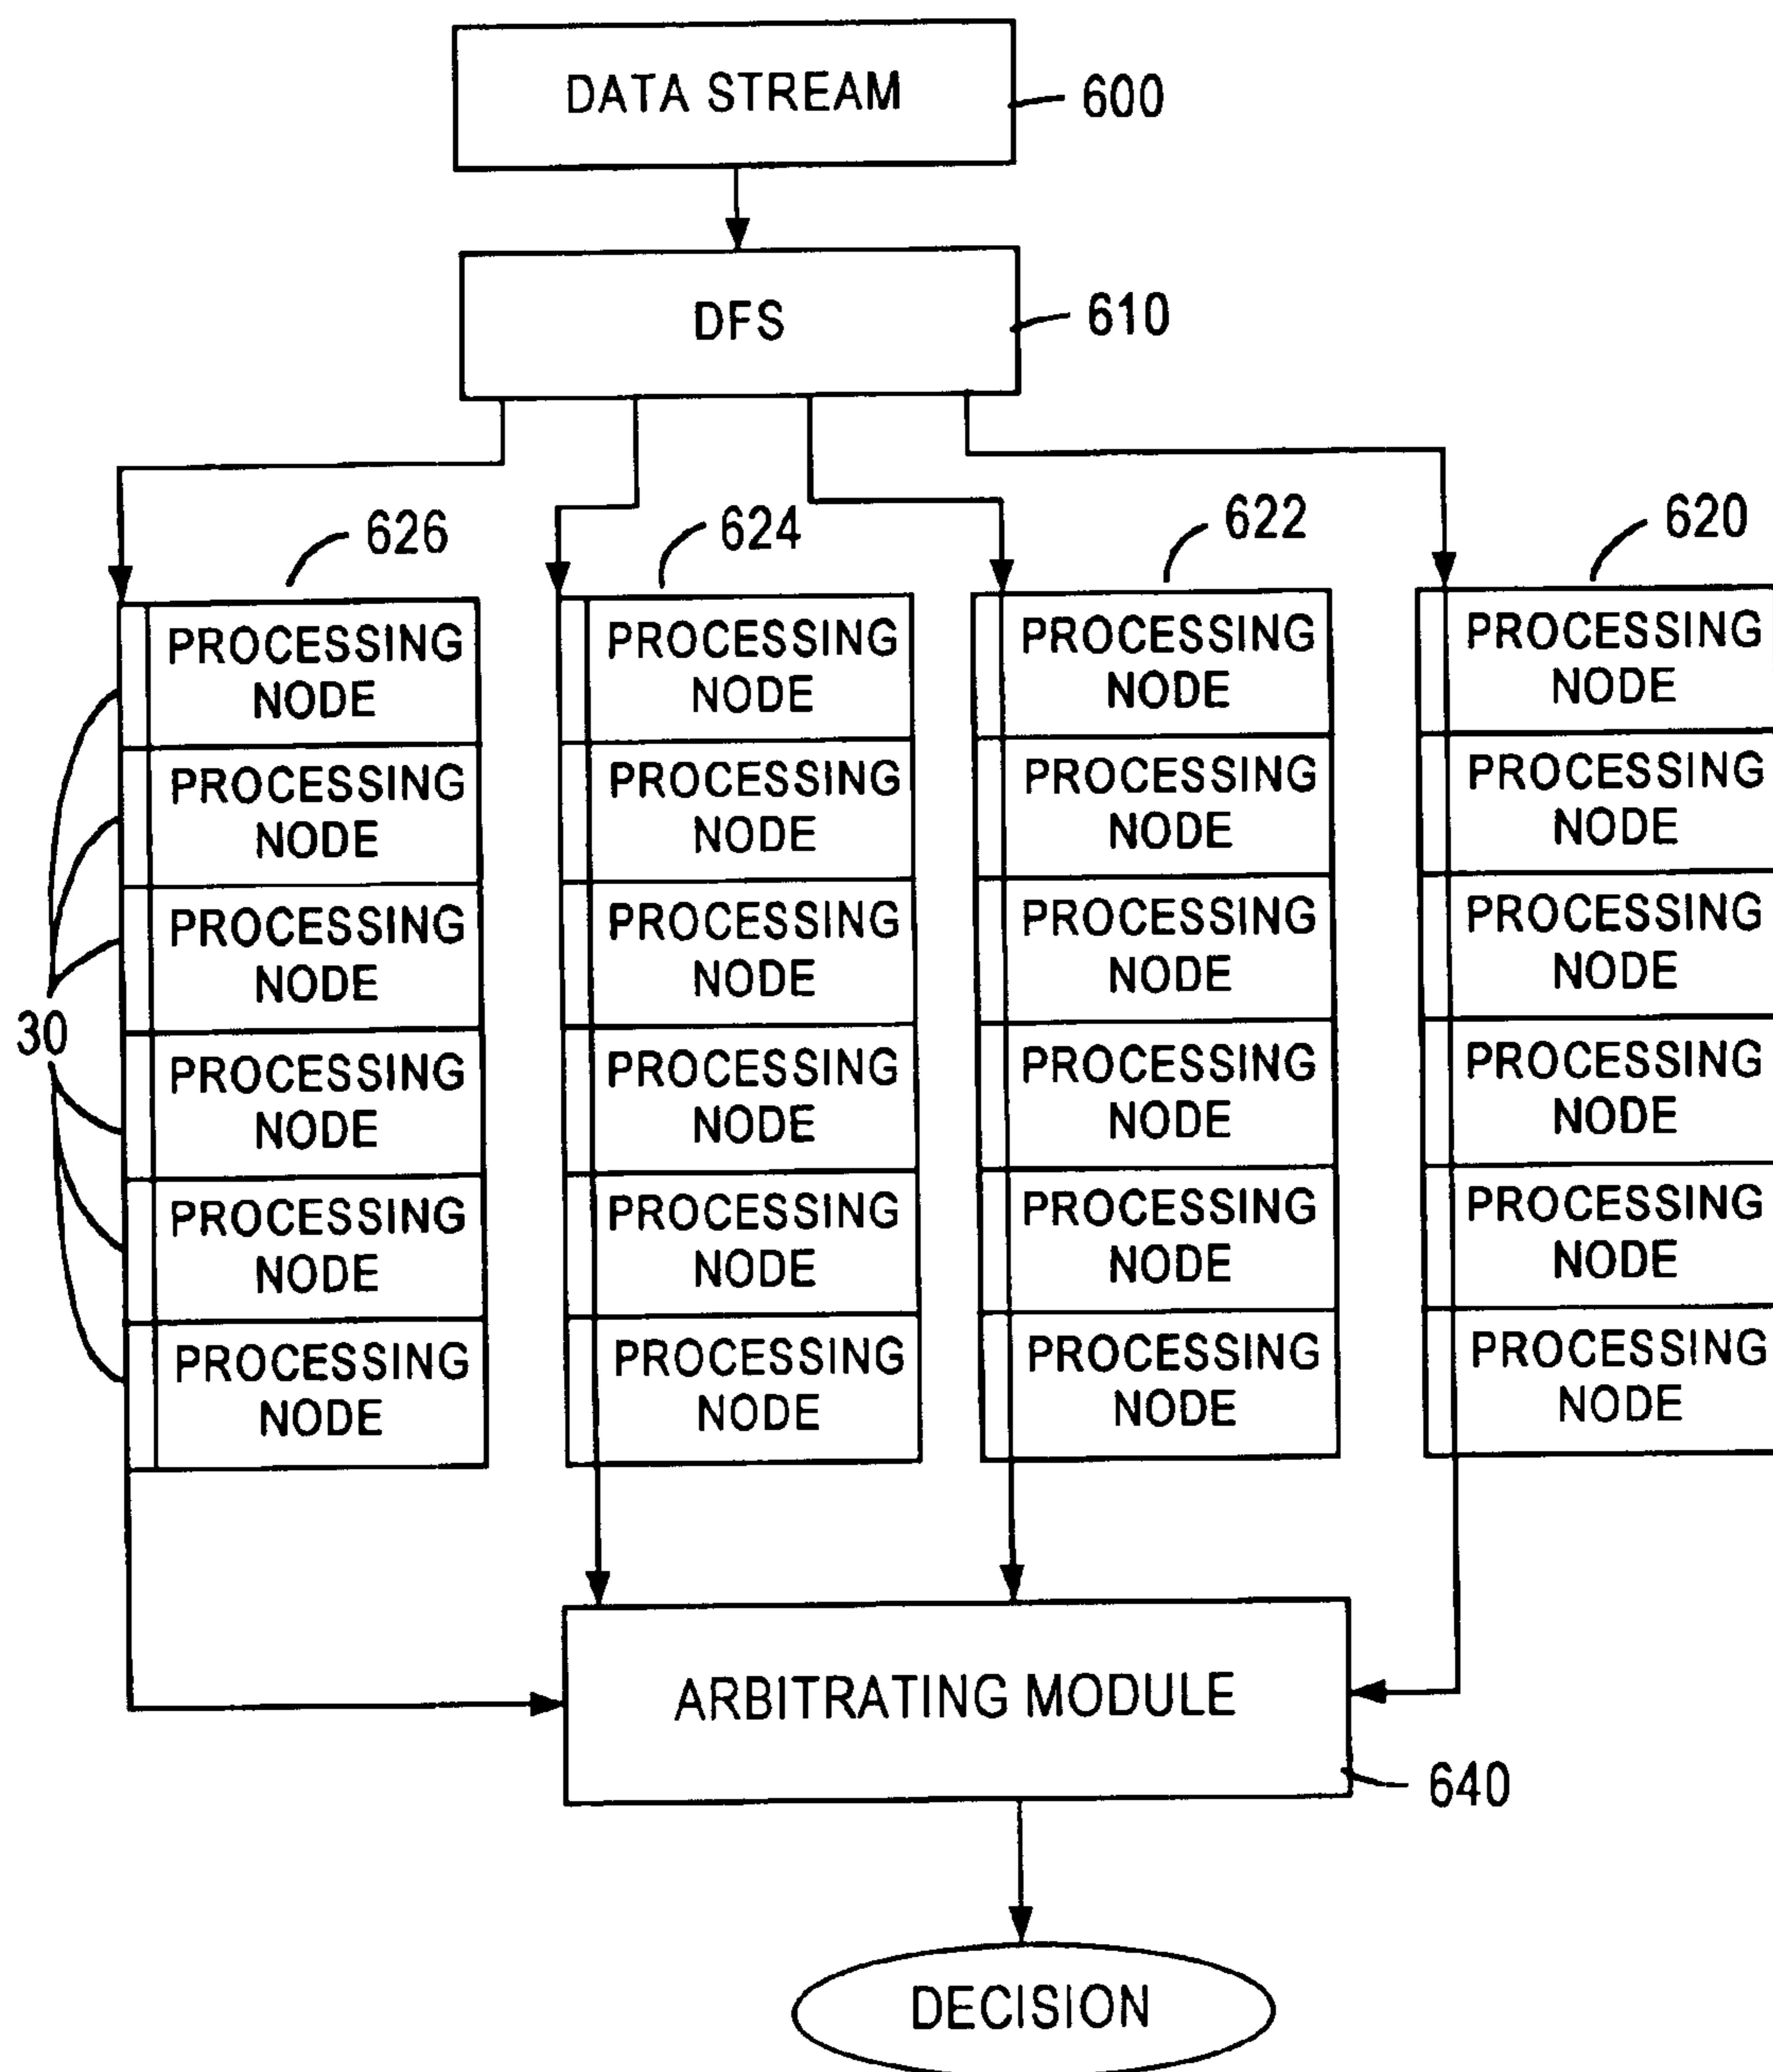 DATA STREAM
600
DFS
610
626
624
622
620
PROCESSING
NODE
PROCESSING
NODE
PROCESSING
NODE
PROCESSING
NODE
PROCESSING
NODE
PROCESSING
NODE
PROCESSING
NODE
PROCESSING
NODE
PROCESSING
NODE
PROCESSING
NODE
PROCESSING
NODE
PROCESSING
NODE
30
PROCESSING
NODE
PROCESSING
NODE
PROCESSING
NODE
PROCESSING
NODE
PROCESSING
NODE
PROCESSING
NODE
PROCESSING
NODE
PROCESSING
NODE
PROCESSING
NODE
PROCESSING
NODE
PROCESSING
NODE
PROCESSING
NODE
ARBITRATING MODULE
640
DECISION